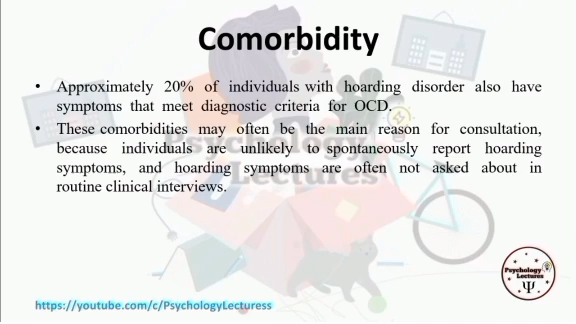 Comorbidity
• Approximately 20% of individuals with hoarding disorder also have
symptoms that meet diagnostic criteria for OCD.
• These comorbidities may often be the main reason for consultation,
because individuals are unlikely to spontaneously report hoarding
symptoms, and hoarding symptoms are often not asked about in
routine clinical interviews.
Psychology
Lectures
Psychology
Lectures
Ψ
https://youtube.com/c/PsychologyLecturess